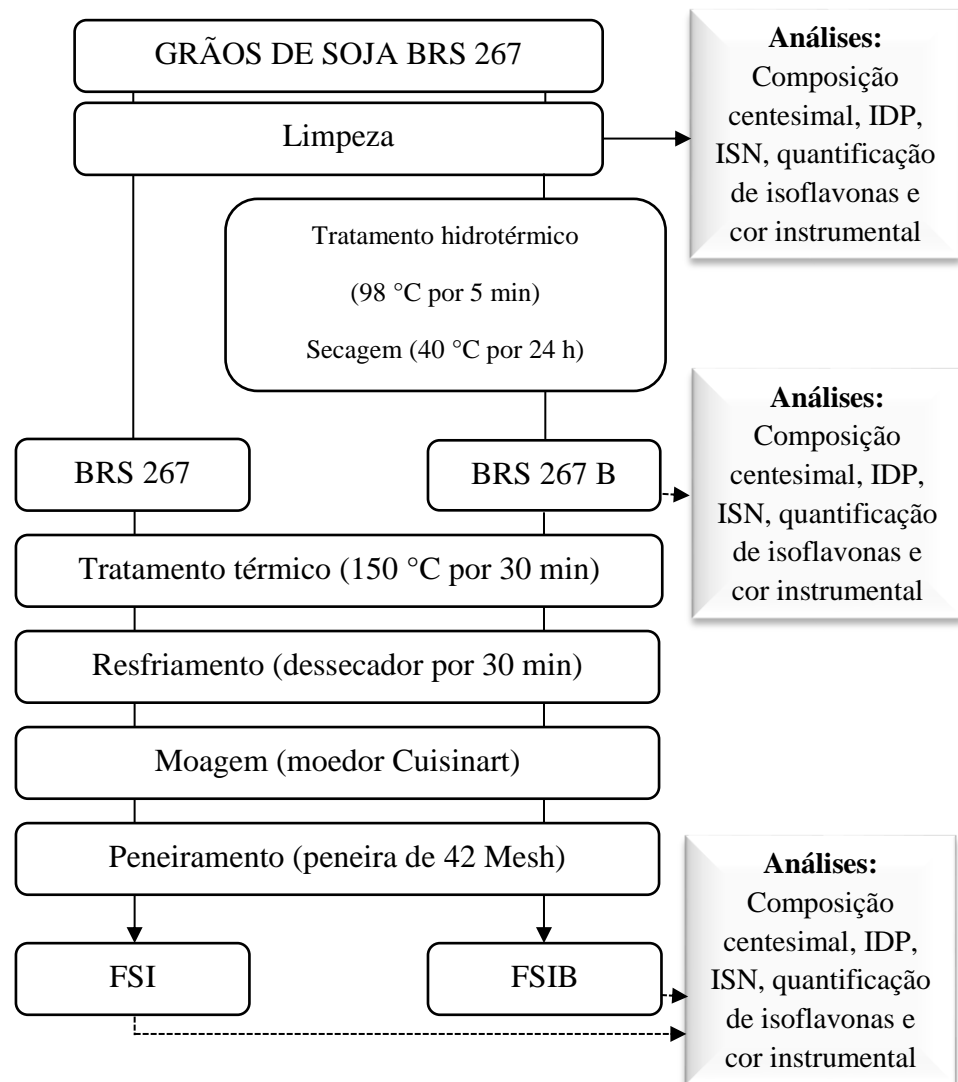 GRÃOS DE SOJA BRS 267
Limpeza
Análises:
Composição
centesimal, IDP,
ISN, quantificação
de isoflavonas e
cor instrumental
Tratamento hidrotérmico
(98 °C por 5 min)
Secagem (40 °C por 24 h)
BRS 267
BRS 267 B
Análises:
Composição
centesimal, IDP,
ISN, quantificação
de isoflavonas e
cor instrumental
Tratamento térmico (150 °C por 30 min)
Resfriamento (dessecador por 30 min)
Moagem (moedor Cuisinart)
Peneiramento (peneira de 42 Mesh)
FSI
FSIB
Análises:
Composição
centesimal, IDP,
ISN, quantificação
de isoflavonas e
cor instrumental